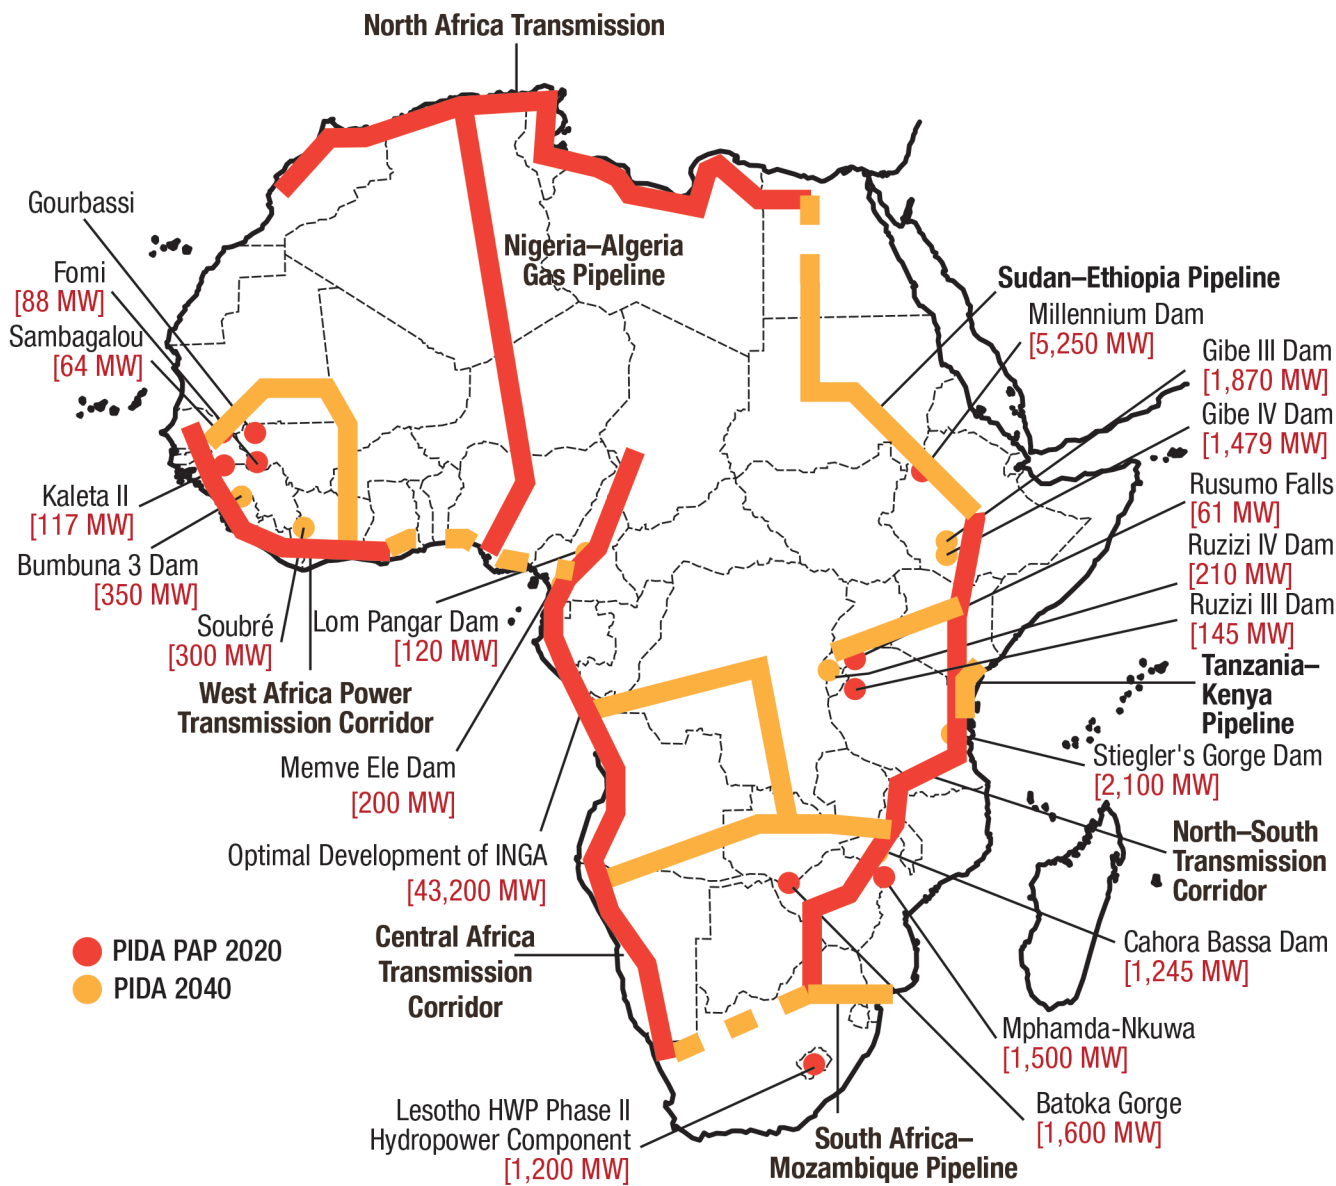 North Africa Transmission
Gourbassi
Fomi
[88 MW]
Sambagalou
[64 MW]
Nigeria–Algeria
Gas Pipeline
Sudan–Ethiopia Pipeline
Millennium Dam
[5,250 MW]
Gibe III Dam
[1,870 MW]
Gibe IV Dam
[1,479 MW]
Rusumo Falls
[61 MW]
Ruzizi IV Dam
[210 MW]
Ruzizi III Dam
[145 MW]
Tanzania–
Kenya
Pipeline
Stiegler's Gorge Dam
[2,100 MW]
North–South
Transmission
Corridor
Cahora Bassa Dam
[1,245 MW]
Mphamda-Nkuwa
[1,500 MW]
Batoka Gorge
[1,600 MW]
South Africa–
Mozambique Pipeline
Kaleta II
[117 MW]
Bumbuna 3 Dam
[350 MW]
Soubré
[300 MW]
Lom Pangar Dam
[120 MW]
West Africa Power
Transmission Corridor
Memve Ele Dam
[200 MW]
Optimal Development of INGA
[43,200 MW]
Central Africa
Transmission
Corridor
PIDA PAP 2020
PIDA 2040
Lesotho HWP Phase II
Hydropower Component
[1,200 MW]